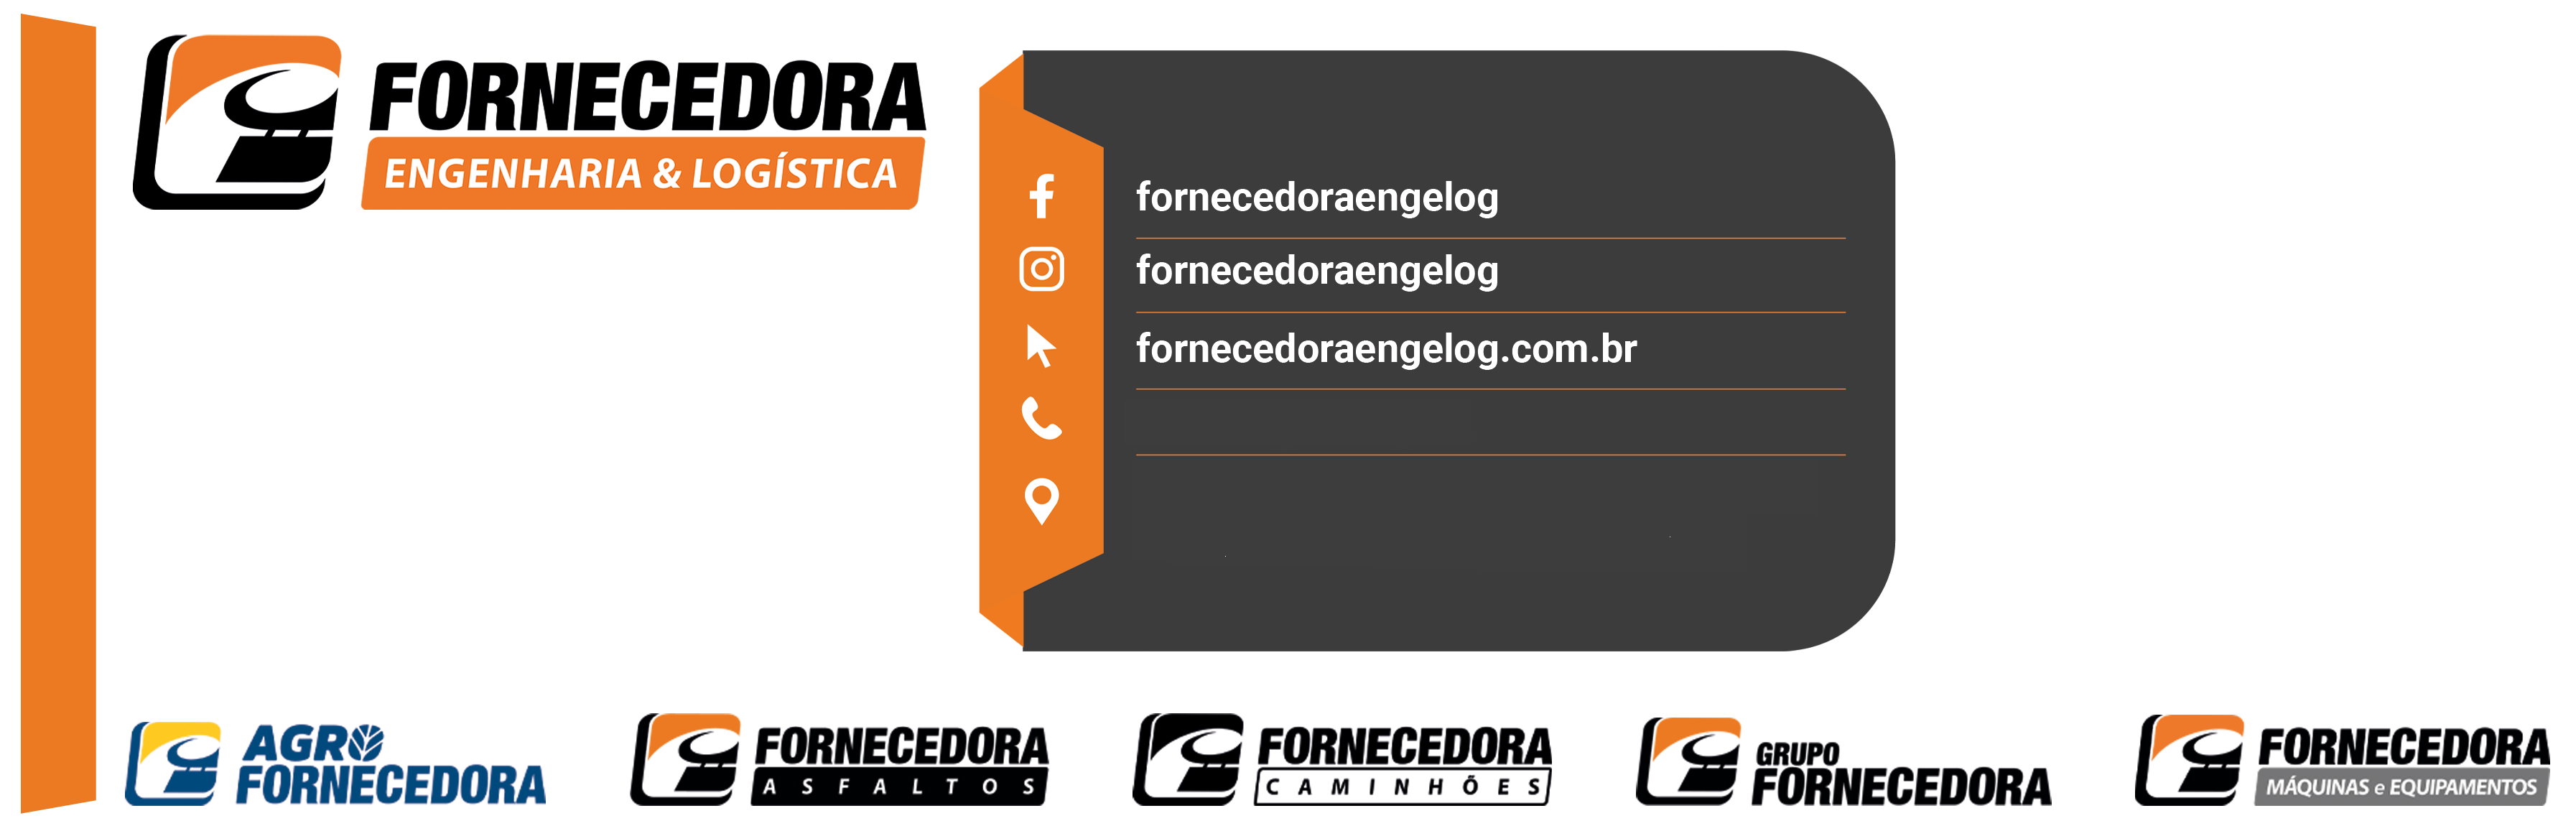 FORNECEDORA
ENGENHARIA & LOGÍSTICA
fornecedoraengelog
fornecedoraengelog
fornecedoraengelog.com.br
AGRO
FORNECEDORA
FORNECEDORA
ASFALTOS
FORNECEDORA
CAMINHÕES
GRUPO
FORNECEDORA
FORNECEDORA
MÁQUINAS e EQUIPAMENTOS